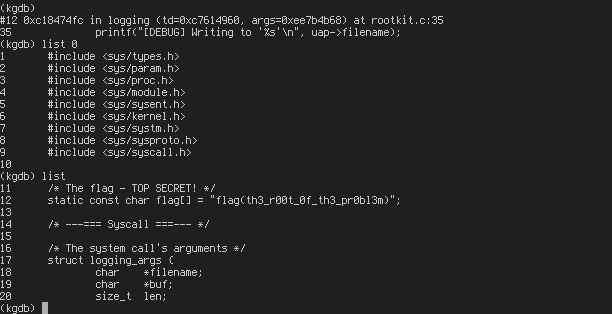 (kgdb)
#12 0xc18474fc in logging (td=0xc7614960, args=0xee7b4b68) at rootkit.c:35
35 printf("[DEBUG] Writing to '%s'\n", uap->filename);
(kgdb) list 0
1 #include <sys/types.h>
2 #include <sys/param.h>
3 #include <sys/proc.h>
4 #include <sys/module.h>
5 #include <sys/sysent.h>
6 #include <sys/kernel.h>
7 #include <sys/systm.h>
8 #include <sys/sysproto.h>
9 #include <sys/syscall.h>
10
(kgdb) list
11 /* The flag - TOP SECRET! */
12 static const char flag[] = "flag(th3_r00t_0f_th3_pr0bl3m)";
13
14 /* ---=== Syscall ===--- */
15
16 /* The system call's arguments */
17 struct logging_args {
18 char *filename;
19 char *buf;
20 size_t len;
(kgdb)